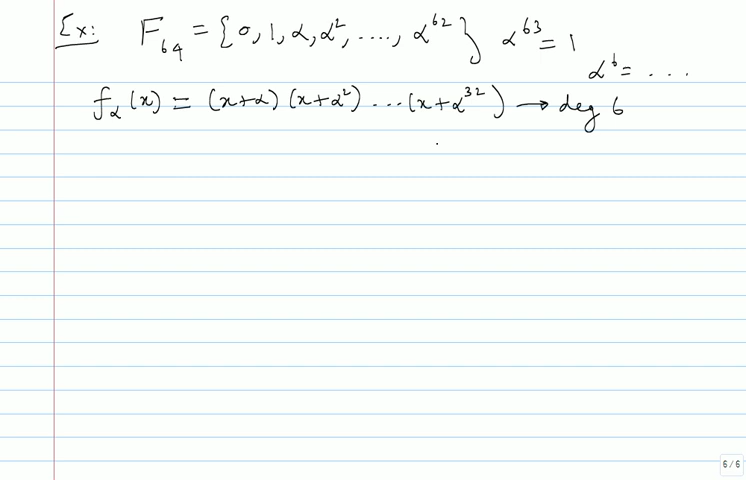 Ex: F₆₄ = {0, 1, α, α², ...., α⁶²} α⁶³ = 1
α⁶ = ....
f_α(x) = (x+α)(x+α²) ...(x+α³²) → deg 6
6/6